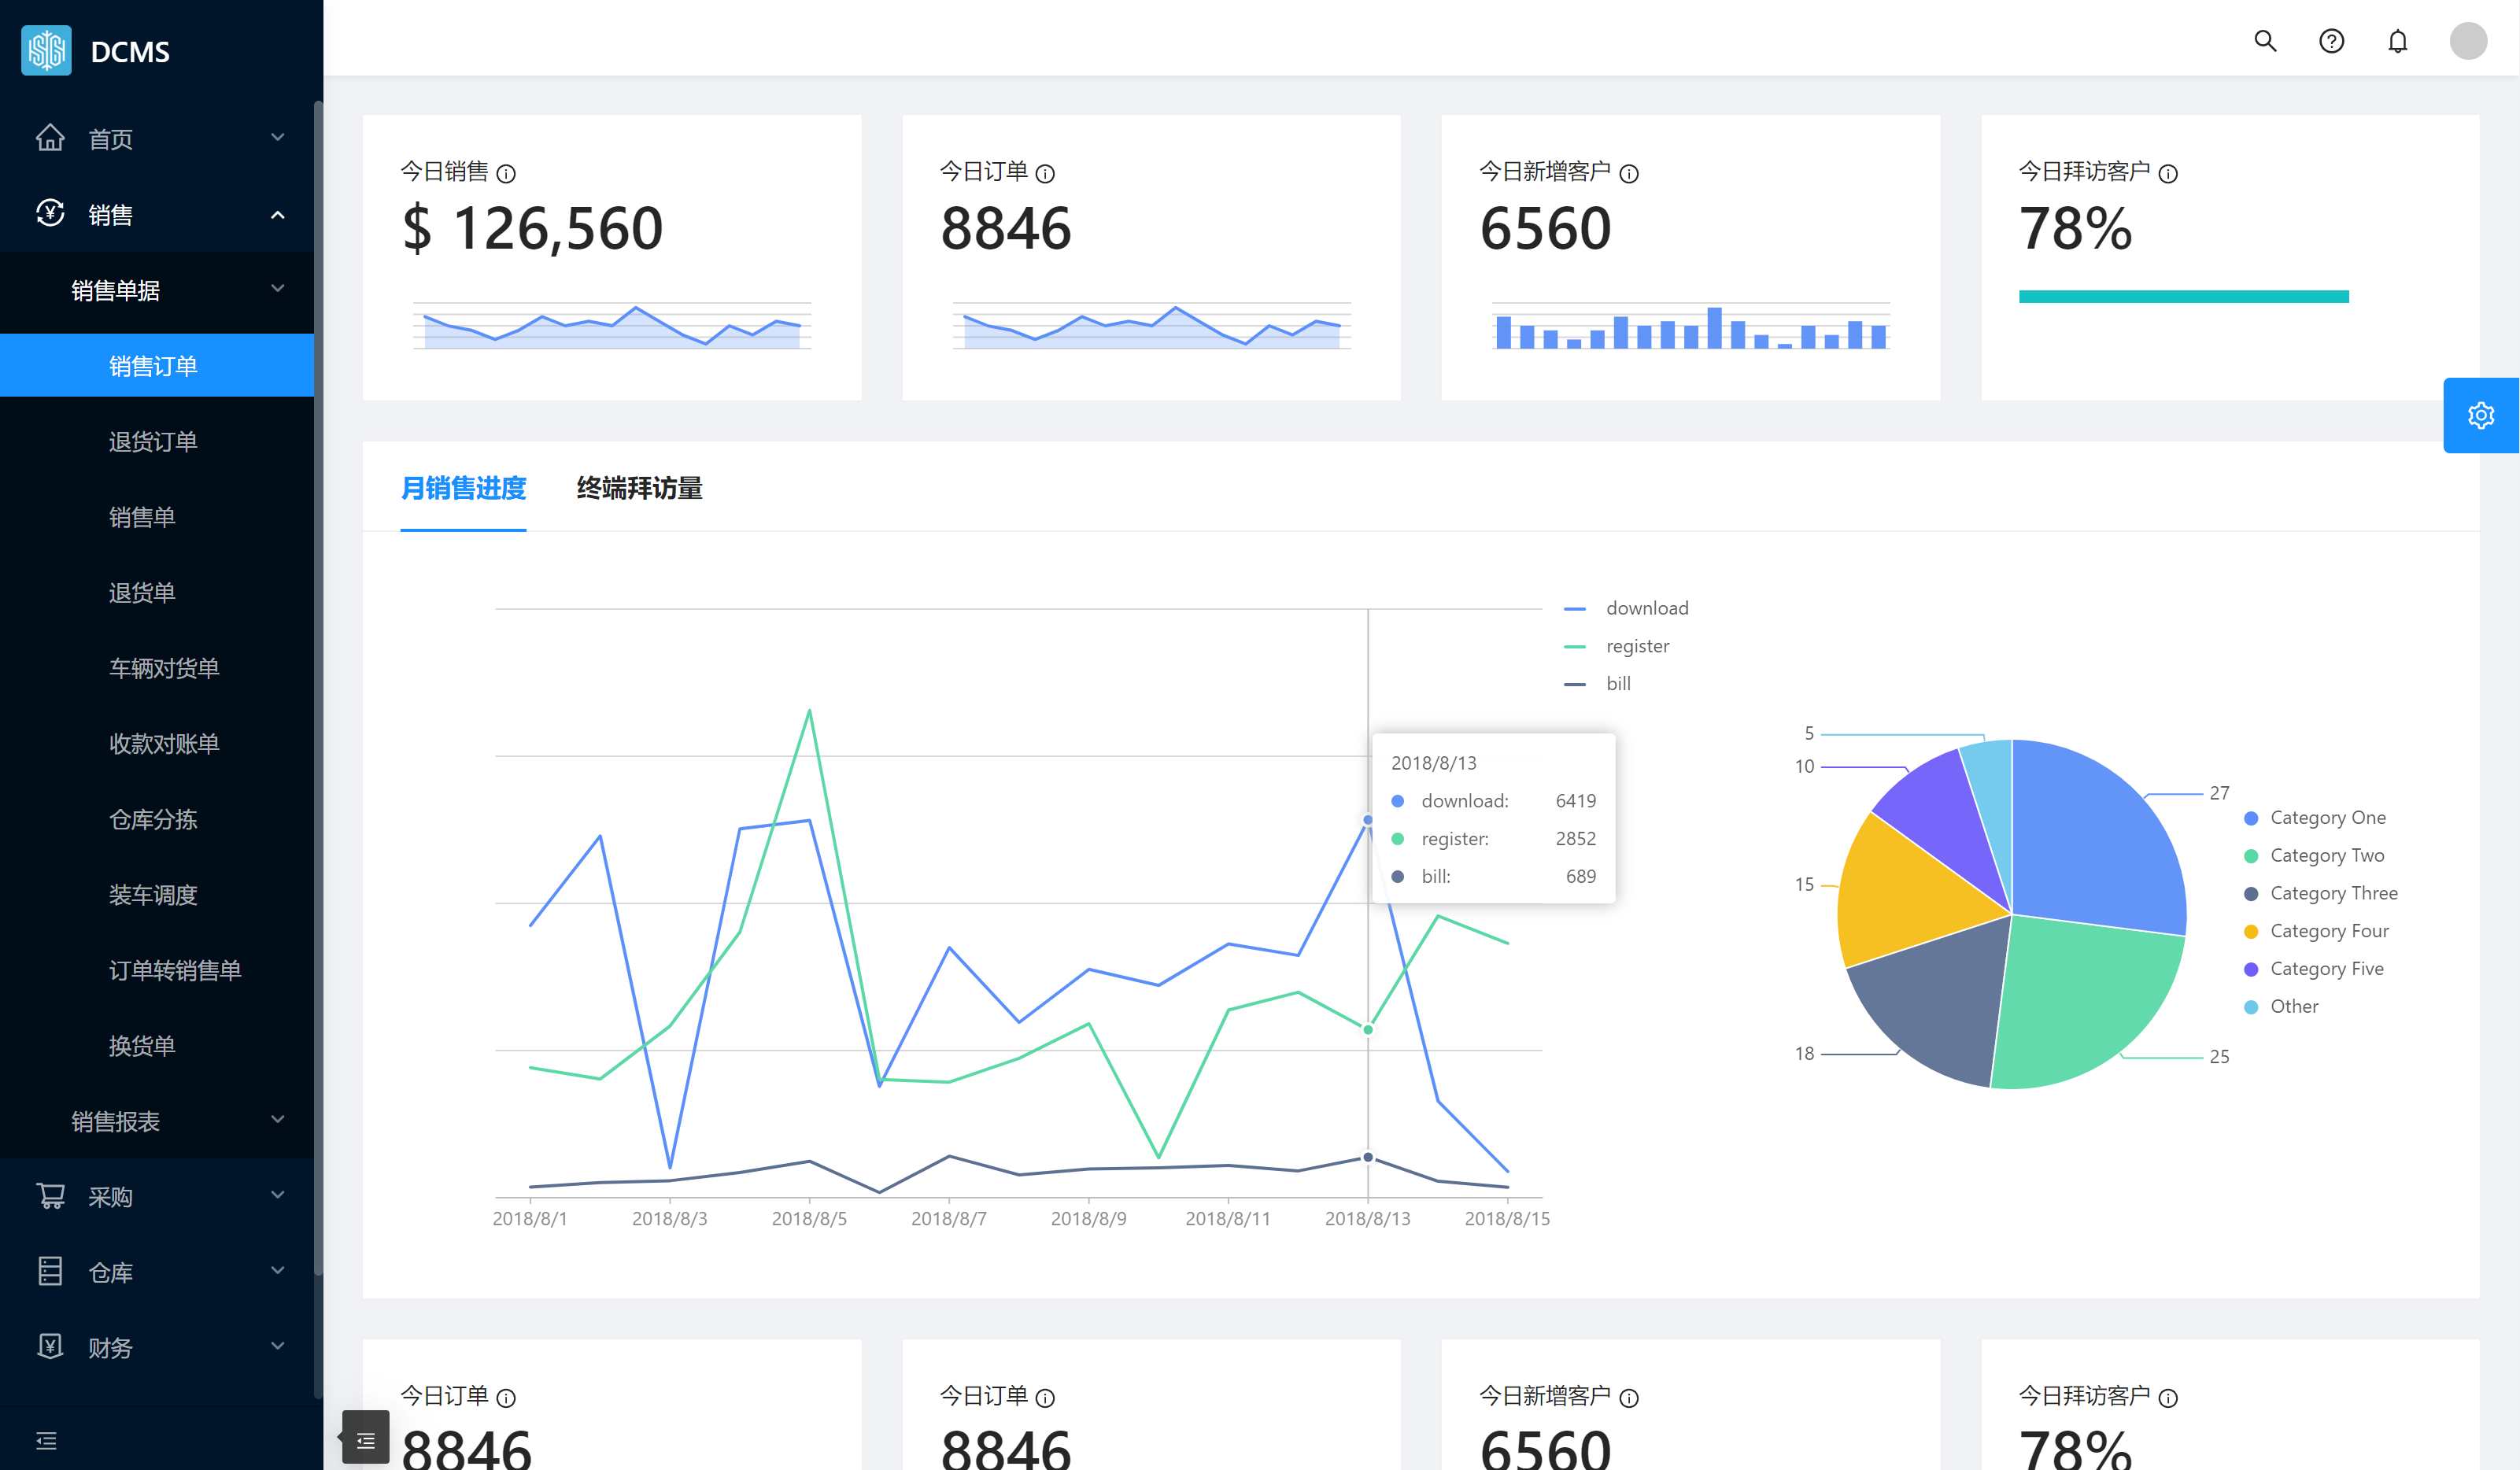 DCMS
首页
销售
销售单据
销售订单
退货订单
销售单
退货单
车辆对货单
收款对账单
仓库分拣
装车调度
订单转销售单
换货单
销售报表
采购
仓库
财务
今日销售
$ 126,560
今日订单
8846
今日新增客户
6560
今日拜访客户
78%
月销售进度 终端拜访量
download
register
bill
2018/8/13
download: 6419
register: 2852
bill: 689
2018/8/1 2018/8/3 2018/8/5 2018/8/7 2018/8/9 2018/8/11 2018/8/13 2018/8/15
5
10
27
15
18
25
Category One
Category Two
Category Three
Category Four
Category Five
Other
今日订单
8846
今日订单
8846
今日新增客户
6560
今日拜访客户
78%